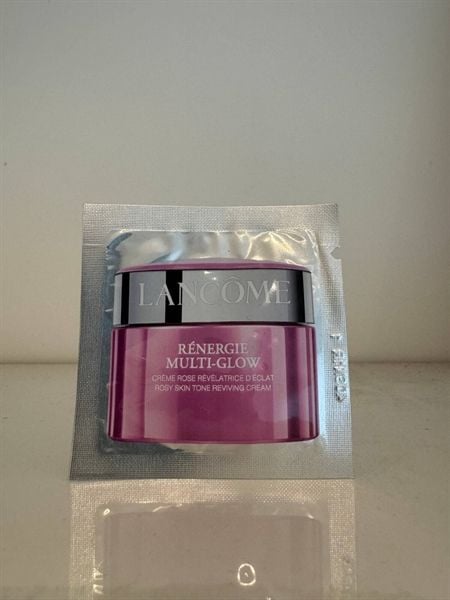 LANCÔME
RÉNERGIE
MULTI-GLOW
CRÈME ROSE RÉVÉLATRICE D'ÉCLAT
ROSY SKIN TONE REVIVING CREAM